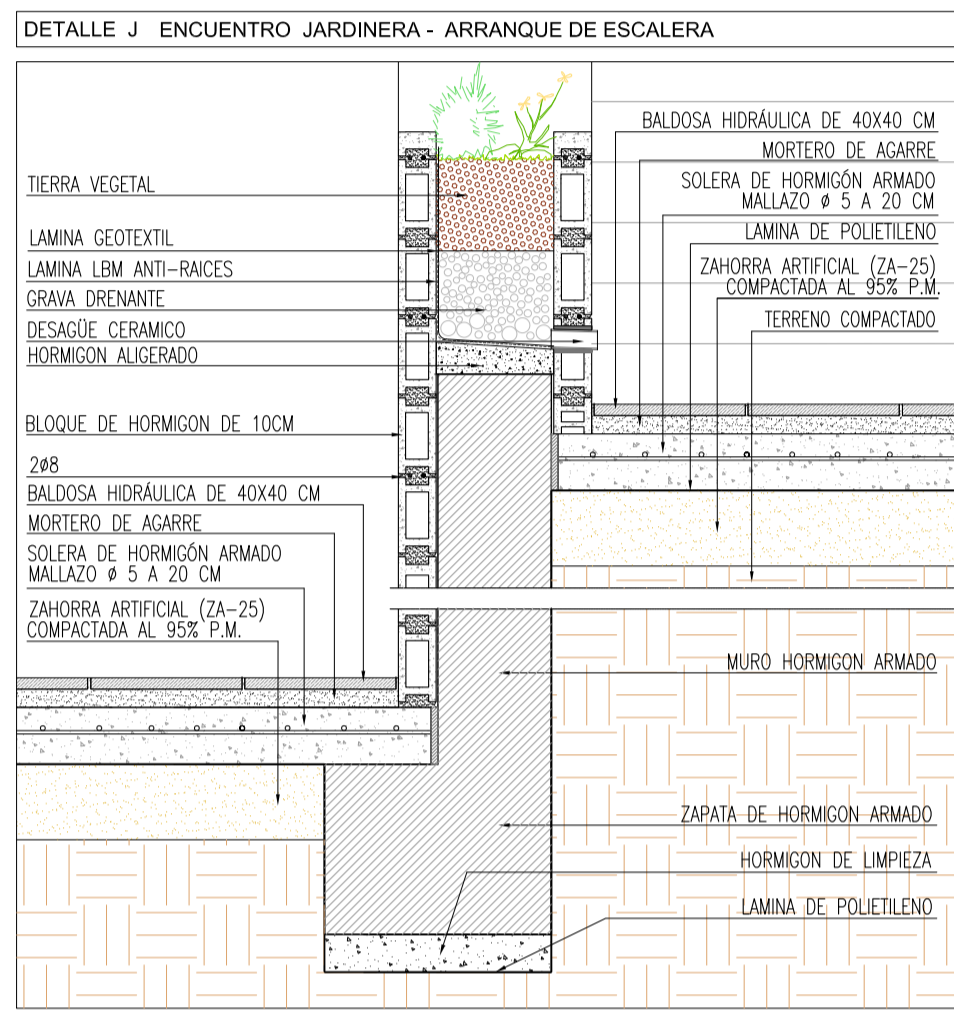 DETALLE J ENCUENTRO JARDINERA - ARRANQUE DE ESCALERA
TIERRA VEGETAL
LAMINA GEOTEXTIL
LAMINA LBM ANTI-RAICES
GRAVA DRENANTE
DESAGÜE CERAMICO
HORMIGON ALIGERADO
BLOQUE DE HORMIGON DE 10CM
2ø8
BALDOSA HIDRÁULICA DE 40X40 CM
MORTERO DE AGARRE
SOLERA DE HORMIGÓN ARMADO
MALLAZO ø 5 A 20 CM
ZAHORRA ARTIFICIAL (ZA-25)
COMPACTADA AL 95% P.M.
BALDOSA HIDRÁULICA DE 40X40 CM
MORTERO DE AGARRE
SOLERA DE HORMIGÓN ARMADO
MALLAZO ø 5 A 20 CM
LAMINA DE POLIETILENO
ZAHORRA ARTIFICIAL (ZA-25)
COMPACTADA AL 95% P.M.
TERRENO COMPACTADO
MURO HORMIGON ARMADO
ZAPATA DE HORMIGON ARMADO
HORMIGON DE LIMPIEZA
LAMINA DE POLIETILENO